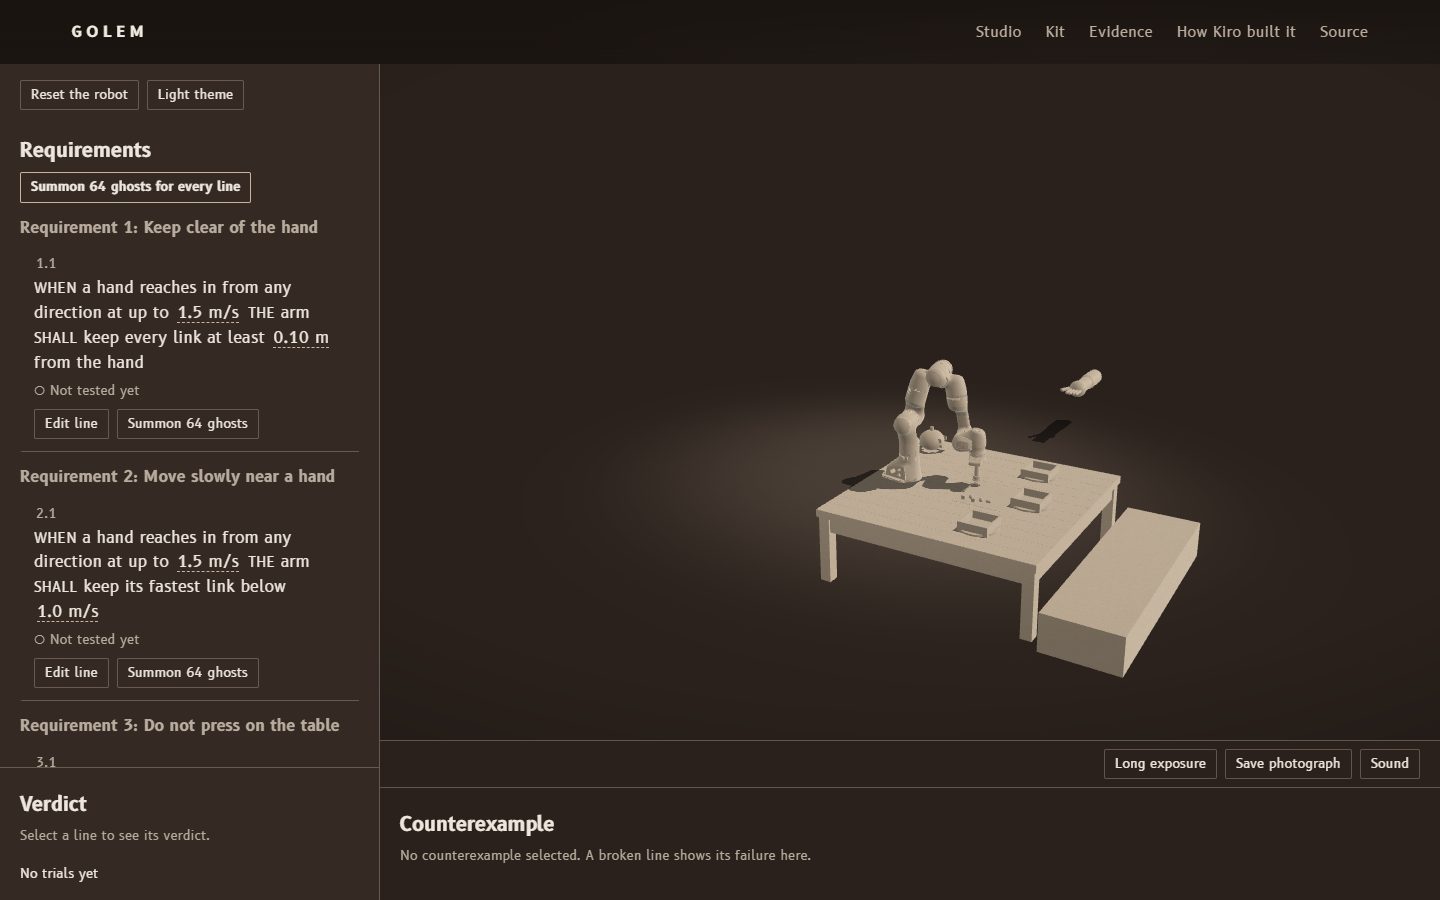 GOLEM
Studio Kit Evidence How Kiro built it Source
Reset the robot Light theme
Requirements
Summon 64 ghosts for every line
Requirement 1: Keep clear of the hand
1.1
WHEN a hand reaches in from any
direction at up to 1.5 m/s THE arm
SHALL keep every link at least 0.10 m
from the hand
Not tested yet
Edit line Summon 64 ghosts
Requirement 2: Move slowly near a hand
2.1
WHEN a hand reaches in from any
direction at up to 1.5 m/s THE arm
SHALL keep its fastest link below
1.0 m/s
Not tested yet
Edit line Summon 64 ghosts
Requirement 3: Do not press on the table
3.1
Verdict
Select a line to see its verdict.
No trials yet
Long exposure Save photograph Sound
Counterexample
No counterexample selected. A broken line shows its failure here.